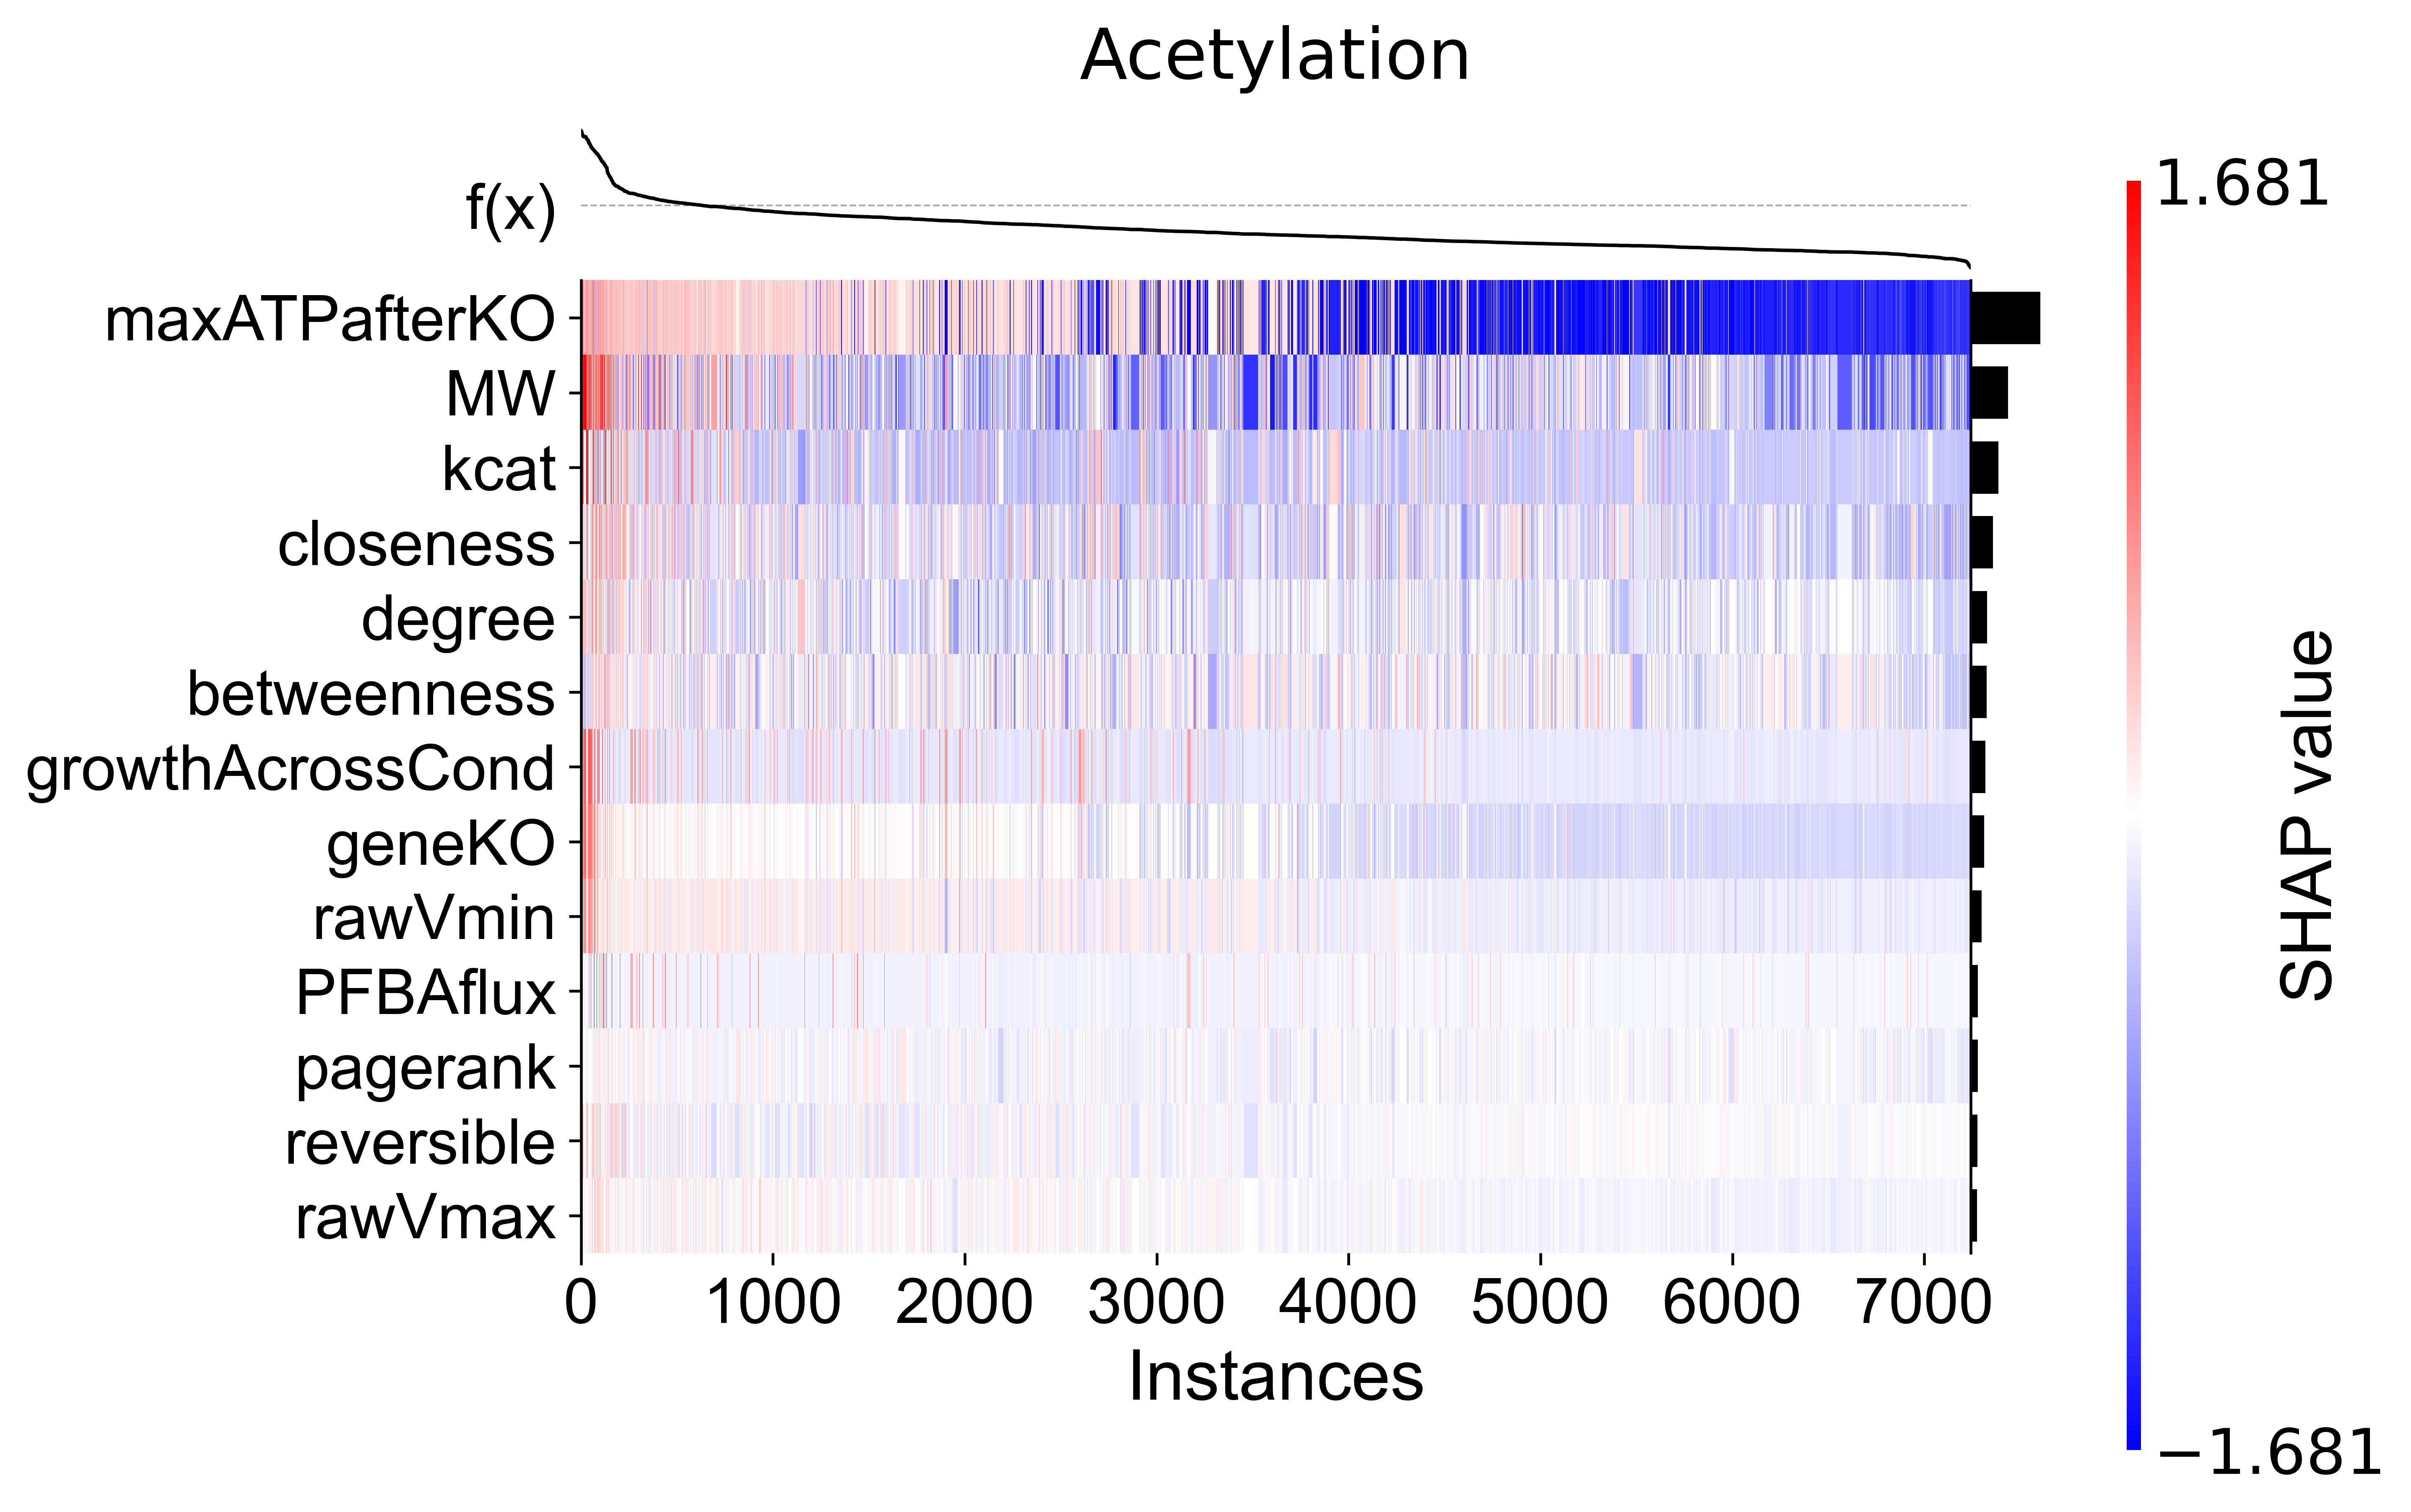 Acetylation
f(x)
maxATPafterKO
MW
kcat
closeness
degree
betweenness
growthAcrossCond
geneKO
rawVmin
PFBAflux
pagerank
reversible
rawVmax
0 1000 2000 3000 4000 5000 6000 7000
Instances
1.681
SHAP value
−1.681